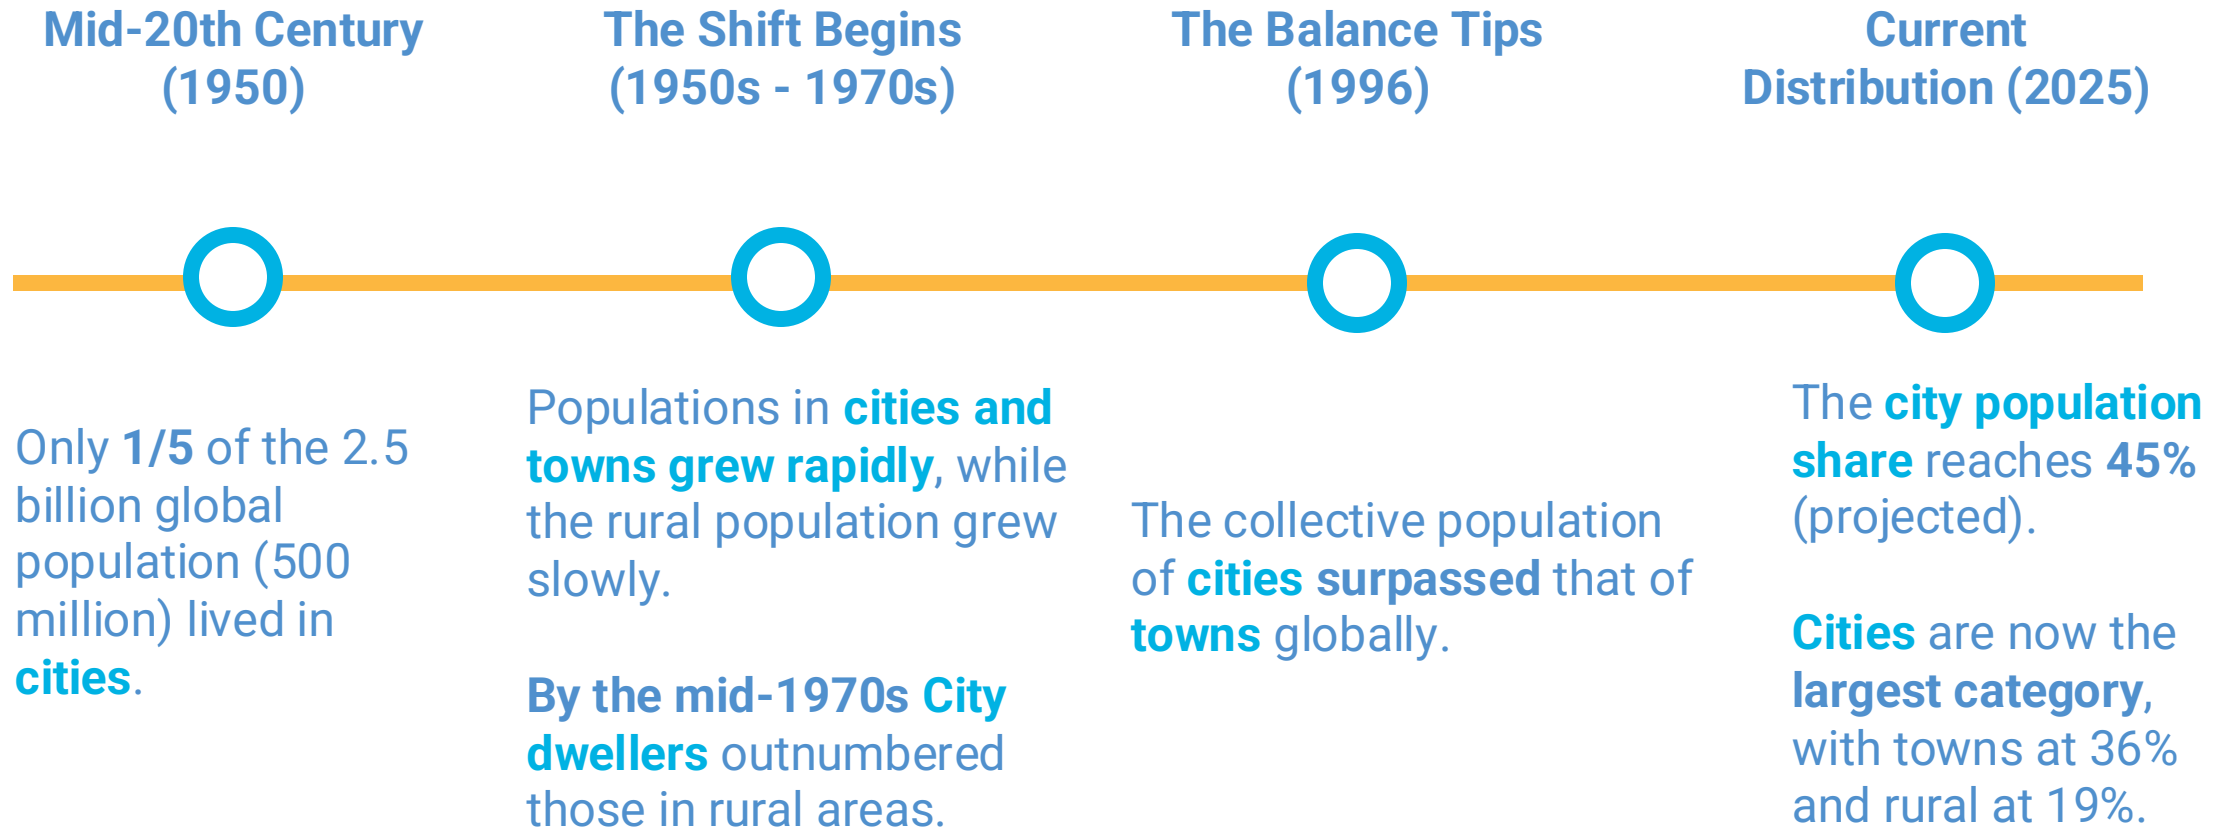 Mid-20th Century
(1950)
The Shift Begins
(1950s - 1970s)
The Balance Tips
(1996)
Current
Distribution (2025)
Only 1/5 of the 2.5
billion global
population (500
million) lived in
cities.
Populations in cities and
towns grew rapidly, while
the rural population grew
slowly.
By the mid-1970s City
dwellers outnumbered
those in rural areas.
The collective population
of cities surpassed that of
towns globally.
The city population
share reaches 45%
(projected).
Cities are now the
largest category,
with towns at 36%
and rural at 19%.